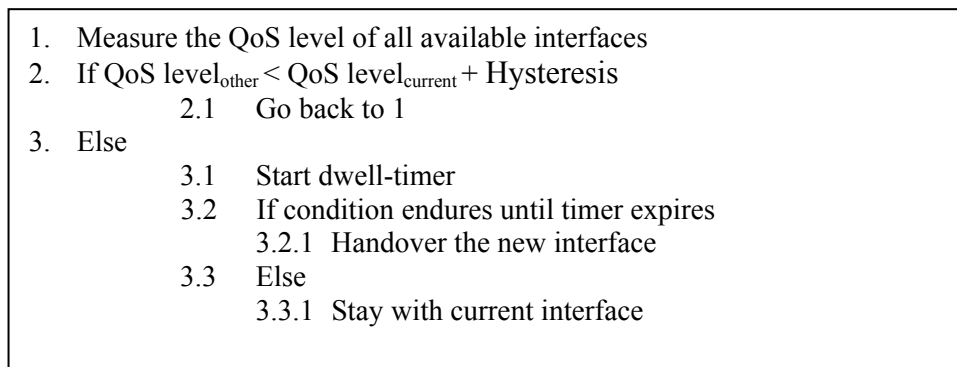 1. Measure the QoS level of all available interfaces
2. If QoS level_other < QoS level_current + Hysteresis
2.1 Go back to 1
3. Else
3.1 Start dwell-timer
3.2 If condition endures until timer expires
3.2.1 Handover the new interface
3.3 Else
3.3.1 Stay with current interface